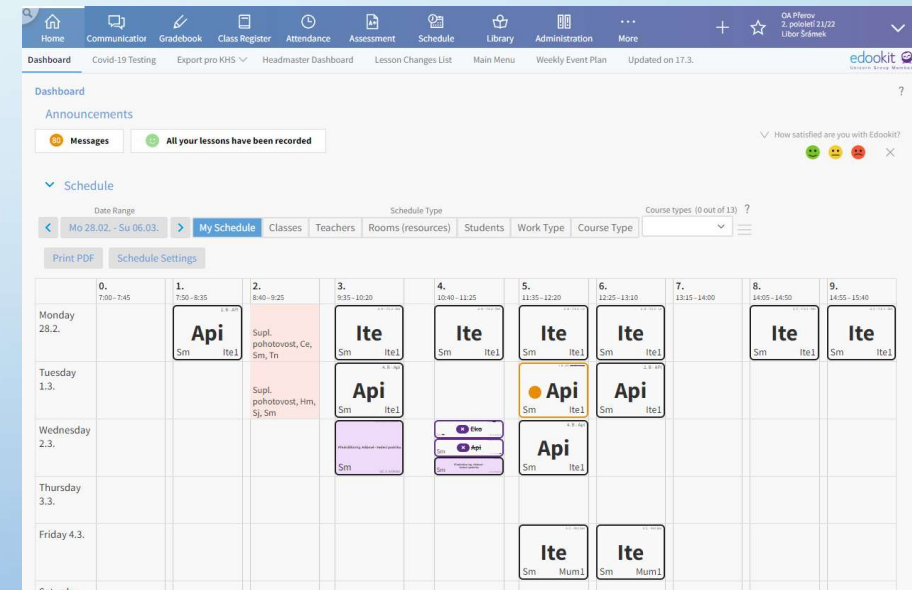 Home Communication Gradebook Class Register Attendance Assessment Schedule Library Administration More
OA Přerov
2. pololetí 21/22
Libor Šrámek
Dashboard Covid-19 Testing Export pro KHS Headmaster Dashboard Lesson Changes List Main Menu Weekly Event Plan Updated on 17.3.
edookit
Unicorn Group Member
Dashboard ?
Announcements
80 Messages All your lessons have been recorded
How satisfied are you with Edookit?
Schedule
Date Range Schedule Type Course types (0 out of 13) ?
Mo 28.02. - Su 06.03. My Schedule Classes Teachers Rooms (resources) Students Work Type Course Type
Print PDF Schedule Settings
0. 1. 2. 3. 4. 5. 6. 7. 8. 9.
7:00–7:45 7:50–8:35 8:40–9:25 9:35–10:20 10:40–11:25 11:35–12:20 12:25–13:10 13:15–14:00 14:05–14:50 14:55–15:40
Monday
28.2.
Api
Sm Ite1
Supl.
pohotovost, Ce,
Sm, Tn
Ite
Sm Ite1
Ite
Sm Ite1
Ite
Sm Ite1
Ite
Sm Ite1
Ite
Sm Ite1
Ite
Sm Ite1
Tuesday
1.3.
Supl.
pohotovost, Hm,
Sj, Sm
4. B - Api
Api
Sm Ite1
Api
Sm Ite1
Api
Sm Ite1
Wednesday
2.3.
Sm
Eko
Api
Sm
Sm
4. B - Api
Api
Sm Ite1
Thursday
3.3.
Friday 4.3.
Ite
Sm Mum1
Ite
Sm Mum1